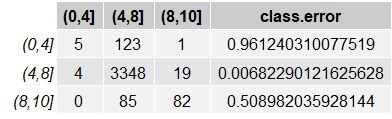 (0,4] (4,8] (8,10] class.error
(0,4] 5 123 1 0.961240310077519
(4,8] 4 3348 19 0.00682290121625628
(8,10] 0 85 82 0.508982035928144